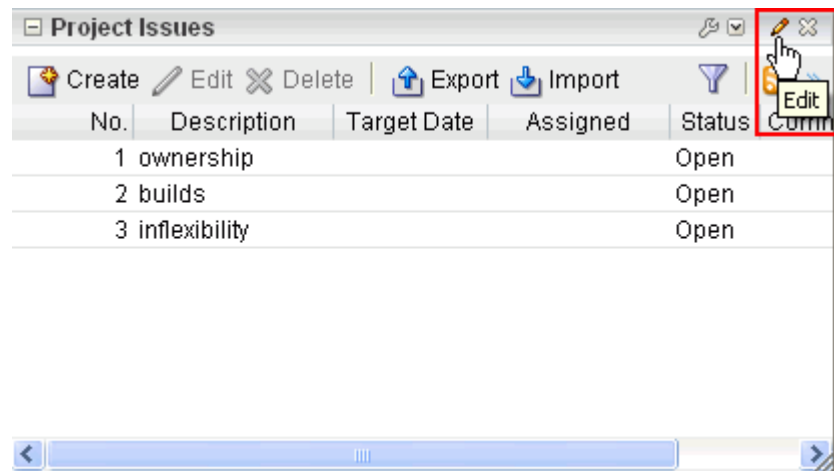 Project Issues
Create Edit Delete Export Import
Edit
No. Description Target Date Assigned Status
1 ownership Open
2 builds Open
3 inflexibility Open